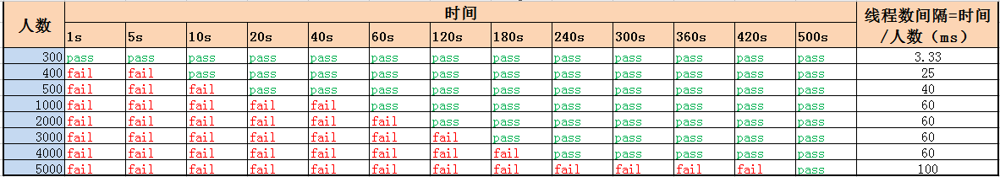 人数 时间 线程数间隔=时间/人数（ms）
1s 5s 10s 20s 40s 60s 120s 180s 240s 300s 360s 420s 500s
300 pass pass pass pass pass pass pass pass pass pass pass pass pass 3.33
400 fail fail pass pass pass pass pass pass pass pass pass pass pass 25
500 fail fail fail pass pass pass pass pass pass pass pass pass pass 40
1000 fail fail fail fail fail pass pass pass pass pass pass pass pass 60
2000 fail fail fail fail fail fail pass pass pass pass pass pass pass 60
3000 fail fail fail fail fail fail fail pass pass pass pass pass pass 60
4000 fail fail fail fail fail fail fail fail pass pass pass pass pass 60
5000 fail fail fail fail fail fail fail fail fail fail fail fail pass 100